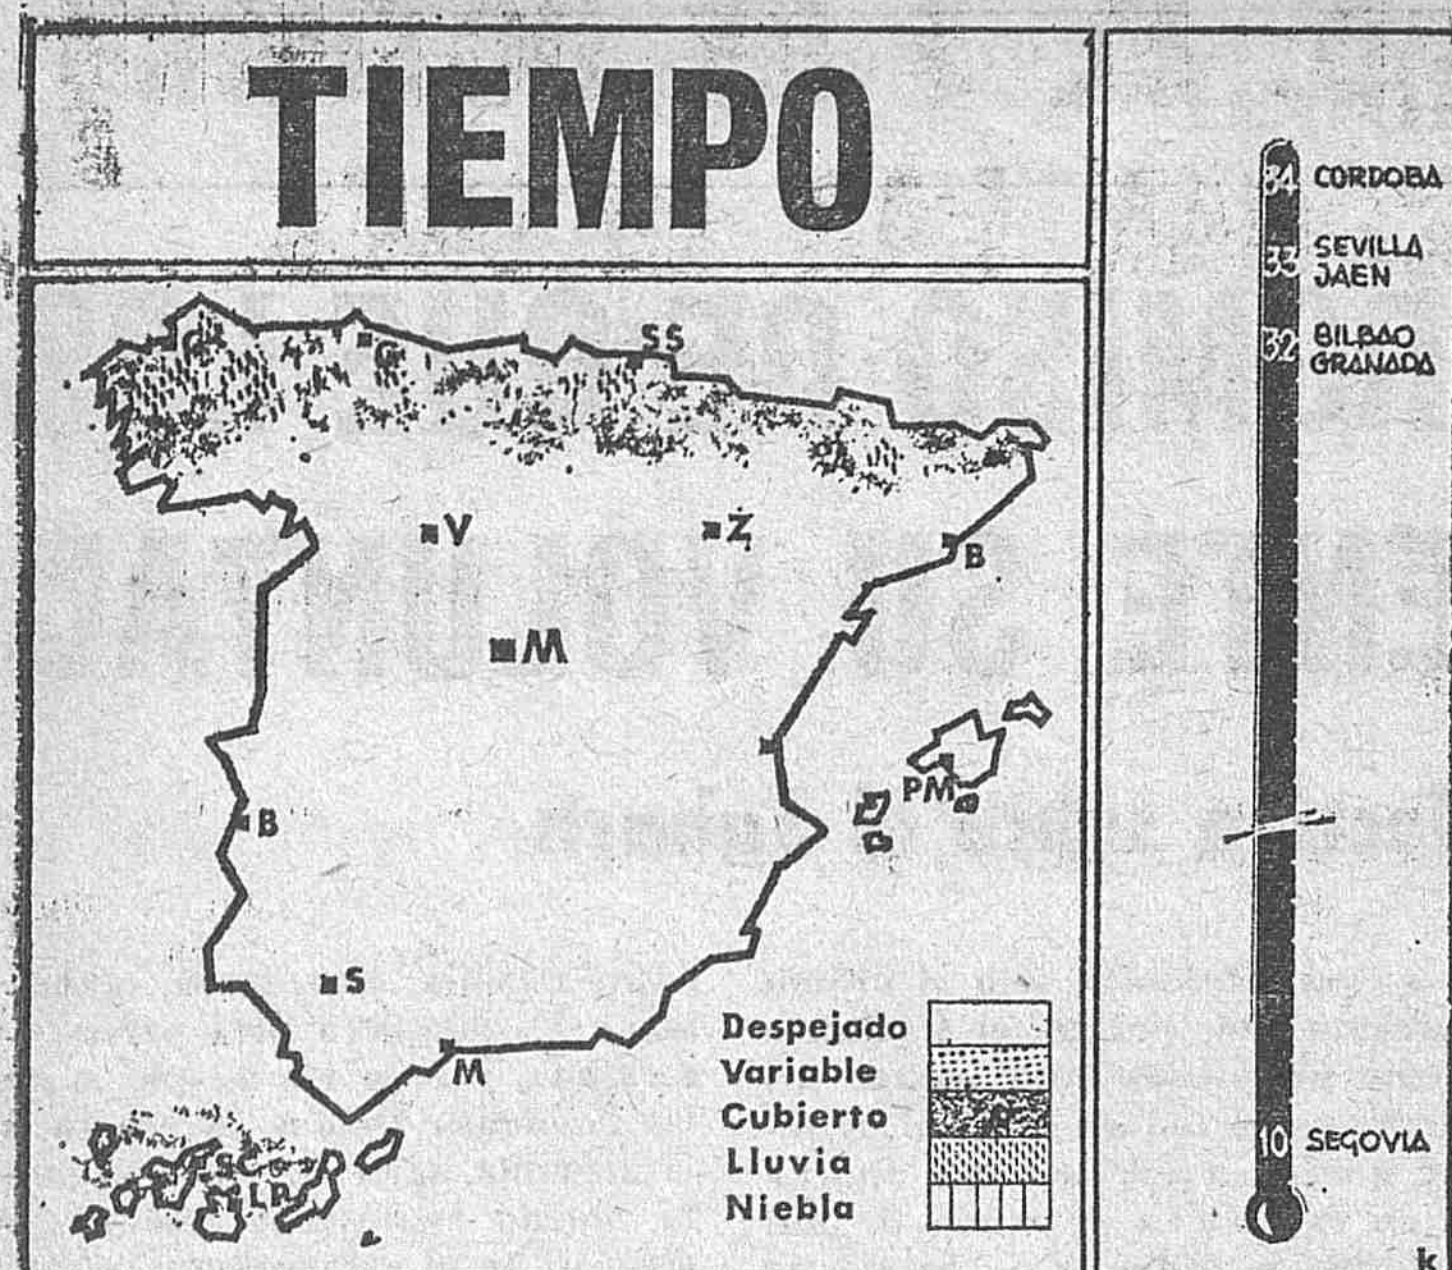 TIEMPO
C
G
SS
V
Z
B
M
PM
B
S
M
SC
LP
Despejado
Variable
Cubierto
Lluvia
Niebla
34 CORDOBA
33 SEVILLA
JAEN
32 BILBAO
GRANADA
10 SEGOVIA
k